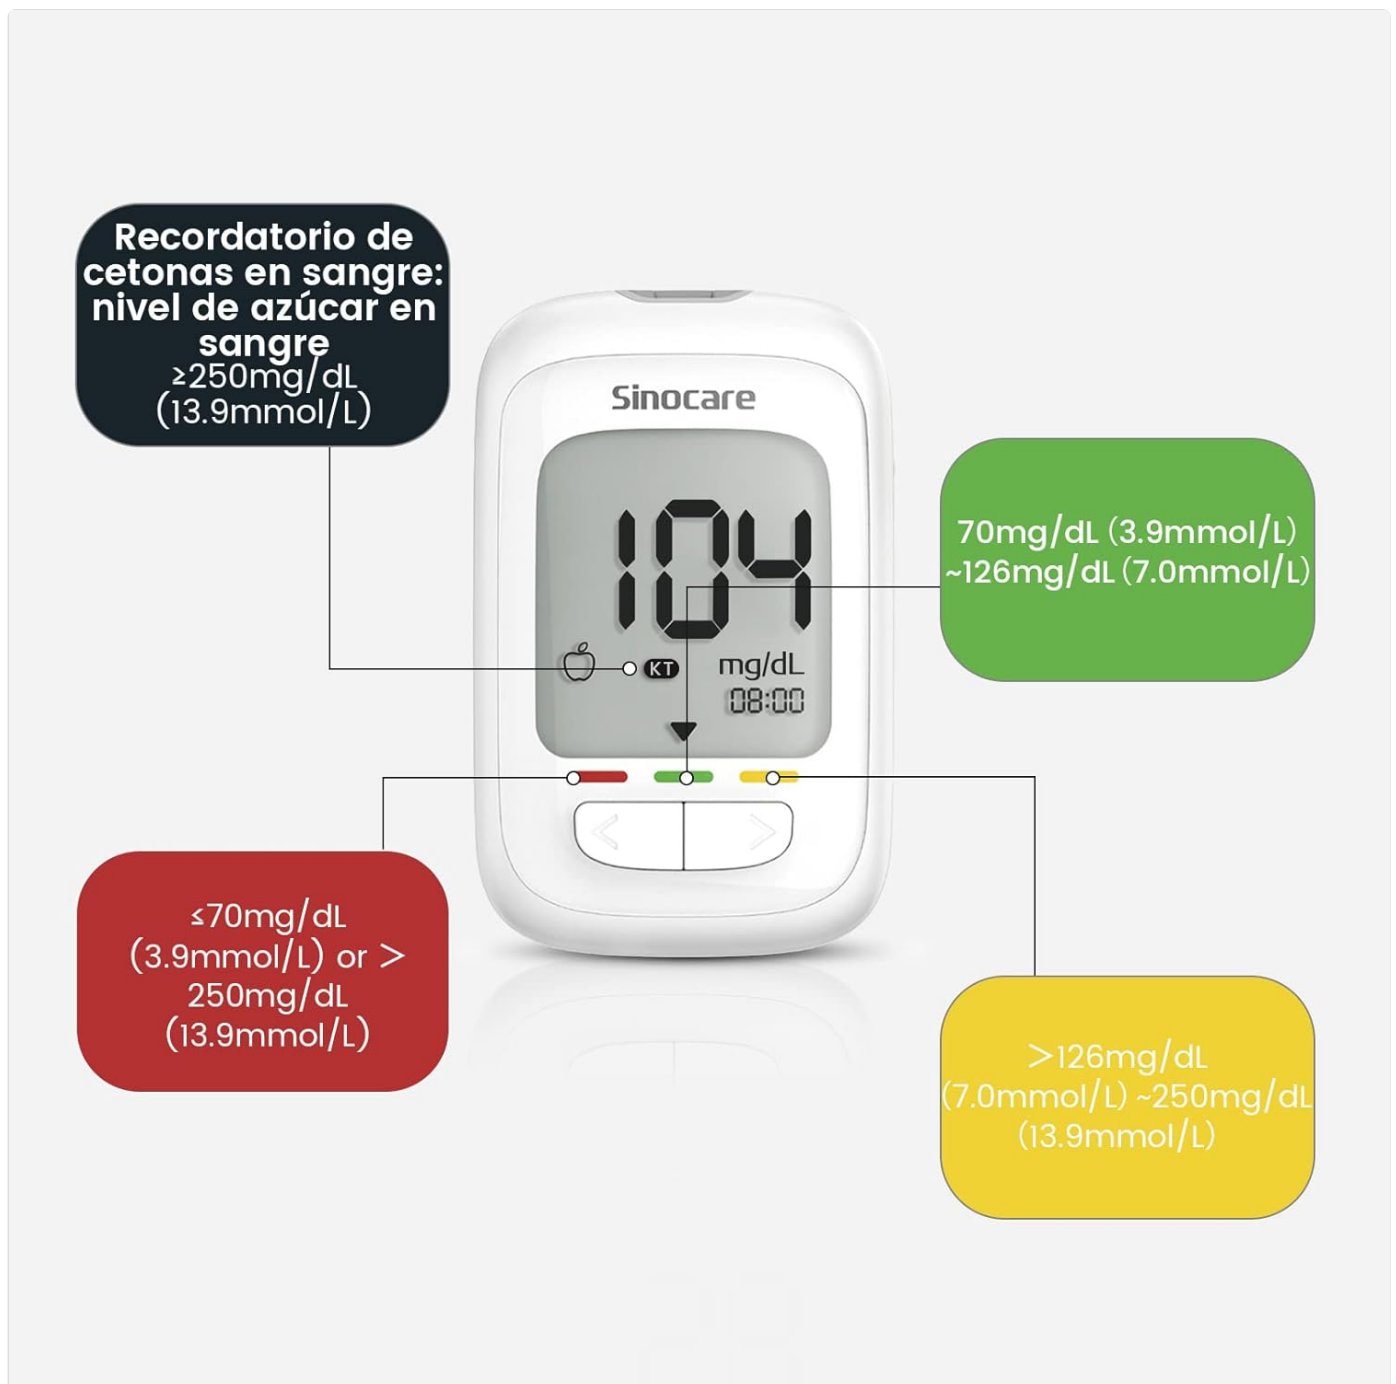 Recordatorio de
cetonas en sangre:
nivel de azúcar en
sangre
≥250mg/dL
(13.9mmol/L)
Sinocare
104
KT
mg/dL
08:00
70mg/dL (3.9mmol/L)
~126mg/dL (7.0mmol/L)
≤70mg/dL
(3.9mmol/L) or >
250mg/dL
(13.9mmol/L)
>126mg/dL
(7.0mmol/L) ~250mg/dL
(13.9mmol/L)